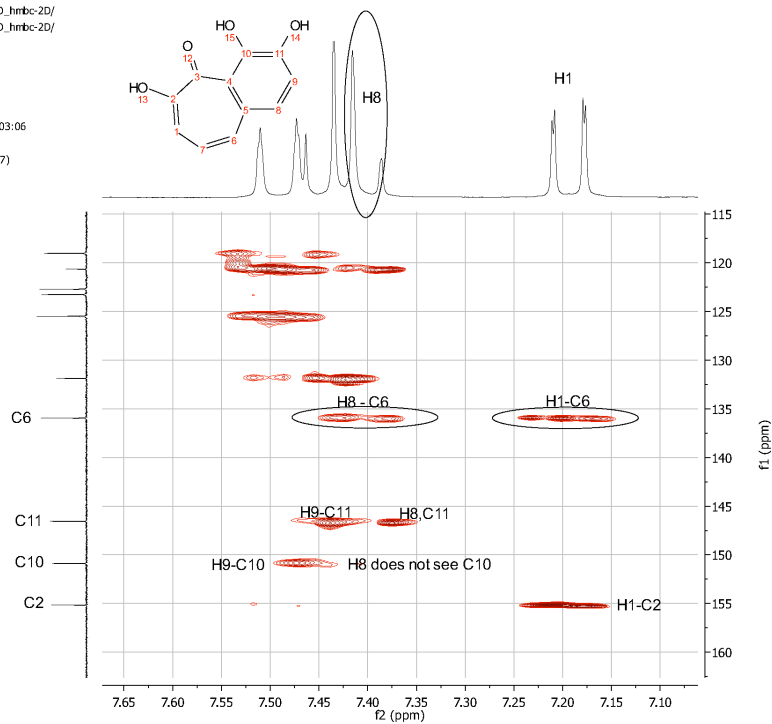 D_hmbc-2D/
D_hmbc-2D/
03:06
7)
HO
15
OH
14
O
12
10
11
3
4
9
HO
13
2
5
8
1
7
6
H8
H1
115
120
125
130
135
140
145
150
155
160
f1 (ppm)
C6
C11
C10
C2
H8 - C6
H1-C6
H9-C11
H8,C11
H9-C10
H8 does not see C10
H1-C2
7.65
7.60
7.55
7.50
7.45
7.40
7.35
7.30
7.25
7.20
7.15
7.10
f2 (ppm)